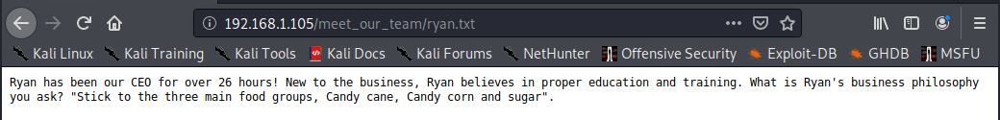 192.168.1.105/meet_our_team/ryan.txt
Kali Linux Kali Training Kali Tools Kali Docs Kali Forums NetHunter Offensive Security Exploit-DB GHDB MSFU
Ryan has been our CEO for over 26 hours! New to the business, Ryan believes in proper education and training. What is Ryan's business philosophy
you ask? "Stick to the three main food groups, Candy cane, Candy corn and sugar".